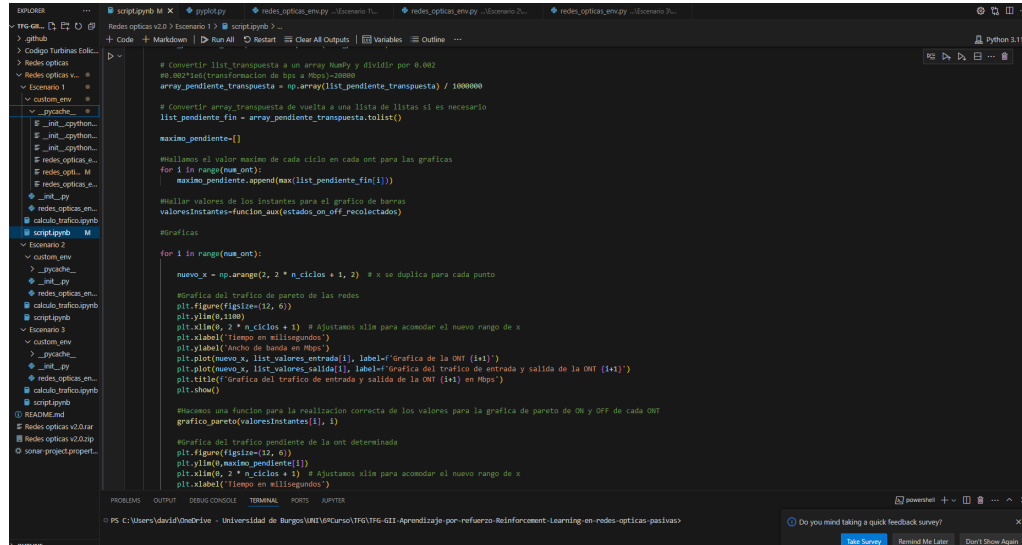 EXPLORER ···
script.ipynb M X
pyplot.py
redes_opticas_env.py ...\Escenario 1\...
redes_opticas_env.py ...\Escenario 2\...
redes_opticas_env.py ...\Escenario 3\...
TFG-GII...
Redes opticas v2.0 > Escenario 1 > script.ipynb > ...
+ Code + Markdown Run All Restart Clear All Outputs Variables Outline ···
Python 3.11
.github
Codigo Turbinas Eolic...
Redes opticas
Redes opticas v...
Escenario 1
custom_env
__pycache__
__init__.cpython...
__init__.cpython...
__init__.cpython...
redes_opticas_e...
redes_opti... M
redes_opticas_e...
__init__.py
redes_opticas_en...
calculo_trafico.ipynb
script.ipynb M
Escenario 2
custom_env
__pycache__
__init__.py
redes_opticas_en...
calculo_trafico.ipynb
script.ipynb
Escenario 3
custom_env
__pycache__
__init__.py
redes_opticas_en...
calculo_trafico.ipynb
script.ipynb
README.md
Redes opticas v2.0.rar
Redes opticas v2.0.zip
sonar-project.propert...
# Convertir list_transpuesta a un array NumPy y dividir por 0.002
#0.002*1e6(transformacion de bps a Mbps)=20000
array_pendiente_transpuesta = np.array(list_pendiente_transpuesta) / 1000000
# Convertir array_transpuesta de vuelta a una lista de listas si es necesario
list_pendiente_fin = array_pendiente_transpuesta.tolist()
maximo_pendiente=[]
#Hallamos el valor maximo de cada ciclo en cada ont para las graficas
for i in range(num_ont):
maximo_pendiente.append(max(list_pendiente_fin[i]))
#Hallar valores de los instantes para el grafico de barras
valoresInstantes=funcion_aux(estados_on_off_recolectados)
#Graficas
for i in range(num_ont):
nuevo_x = np.arange(2, 2 * n_ciclos + 1, 2) # x se duplica para cada punto
#Grafica del trafico de pareto de las redes
plt.figure(figsize=(12, 6))
plt.ylim(0,1100)
plt.xlim(0, 2 * n_ciclos + 1) # Ajustamos xlim para acomodar el nuevo rango de x
plt.xlabel('Tiempo en milisegundos')
plt.ylabel('Ancho de banda en Mbps')
plt.plot(nuevo_x, list_valores_entrada[i], label=f'Grafica de la ONT {i+1}')
plt.plot(nuevo_x, list_valores_salida[i], label=f'Grafica del trafico de entrada y salida de la ONT {i+1}')
plt.title(f'Grafica del trafico de entrada y salida de la ONT {i+1} en Mbps')
plt.show()
#Hacemos una funcion para la realizacion correcta de los valores para la grafica de pareto de ON y OFF de cada ONT
grafico_pareto(valoresInstantes[i], i)
#Grafica del trafico pendiente de la ont determinada
plt.figure(figsize=(12, 6))
plt.ylim(0,maximo_pendiente[i])
plt.xlim(0, 2 * n_ciclos + 1) # Ajustamos xlim para acomodar el nuevo rango de x
plt.xlabel('Tiempo en milisegundos')
PROBLEMS OUTPUT DEBUG CONSOLE TERMINAL PORTS JUPYTER
powershell
PS C:\Users\david\OneDrive - Universidad de Burgos\UNI\6ºCurso\TFG\TFG-GII-Aprendizaje-por-refuerzo-Reinforcement-Learning-en-redes-opticas-pasivas>
Do you mind taking a quick feedback survey?
Take Survey Remind Me Later Don't Show Again